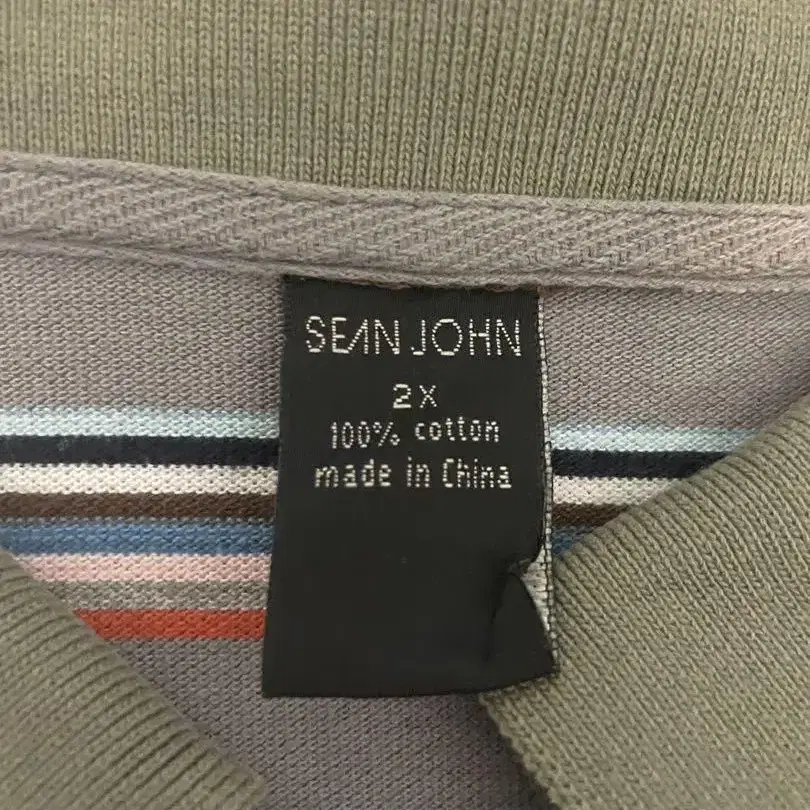 SEAN JOHN
2X
100% cotton
made in China